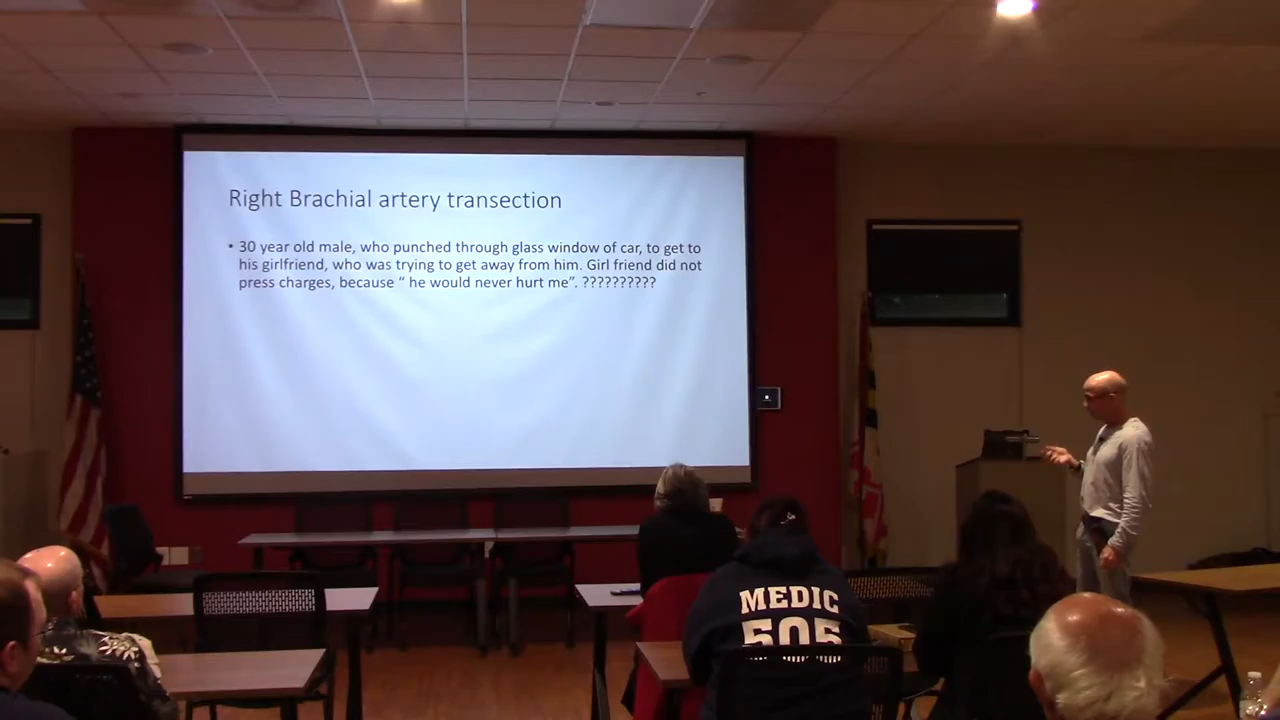 Right Brachial artery transection
• 30 year old male, who punched through glass window of car, to get to
his girlfriend, who was trying to get away from him. Girl friend did not
press charges, because “ he would never hurt me”. ??????????
MEDIC
505